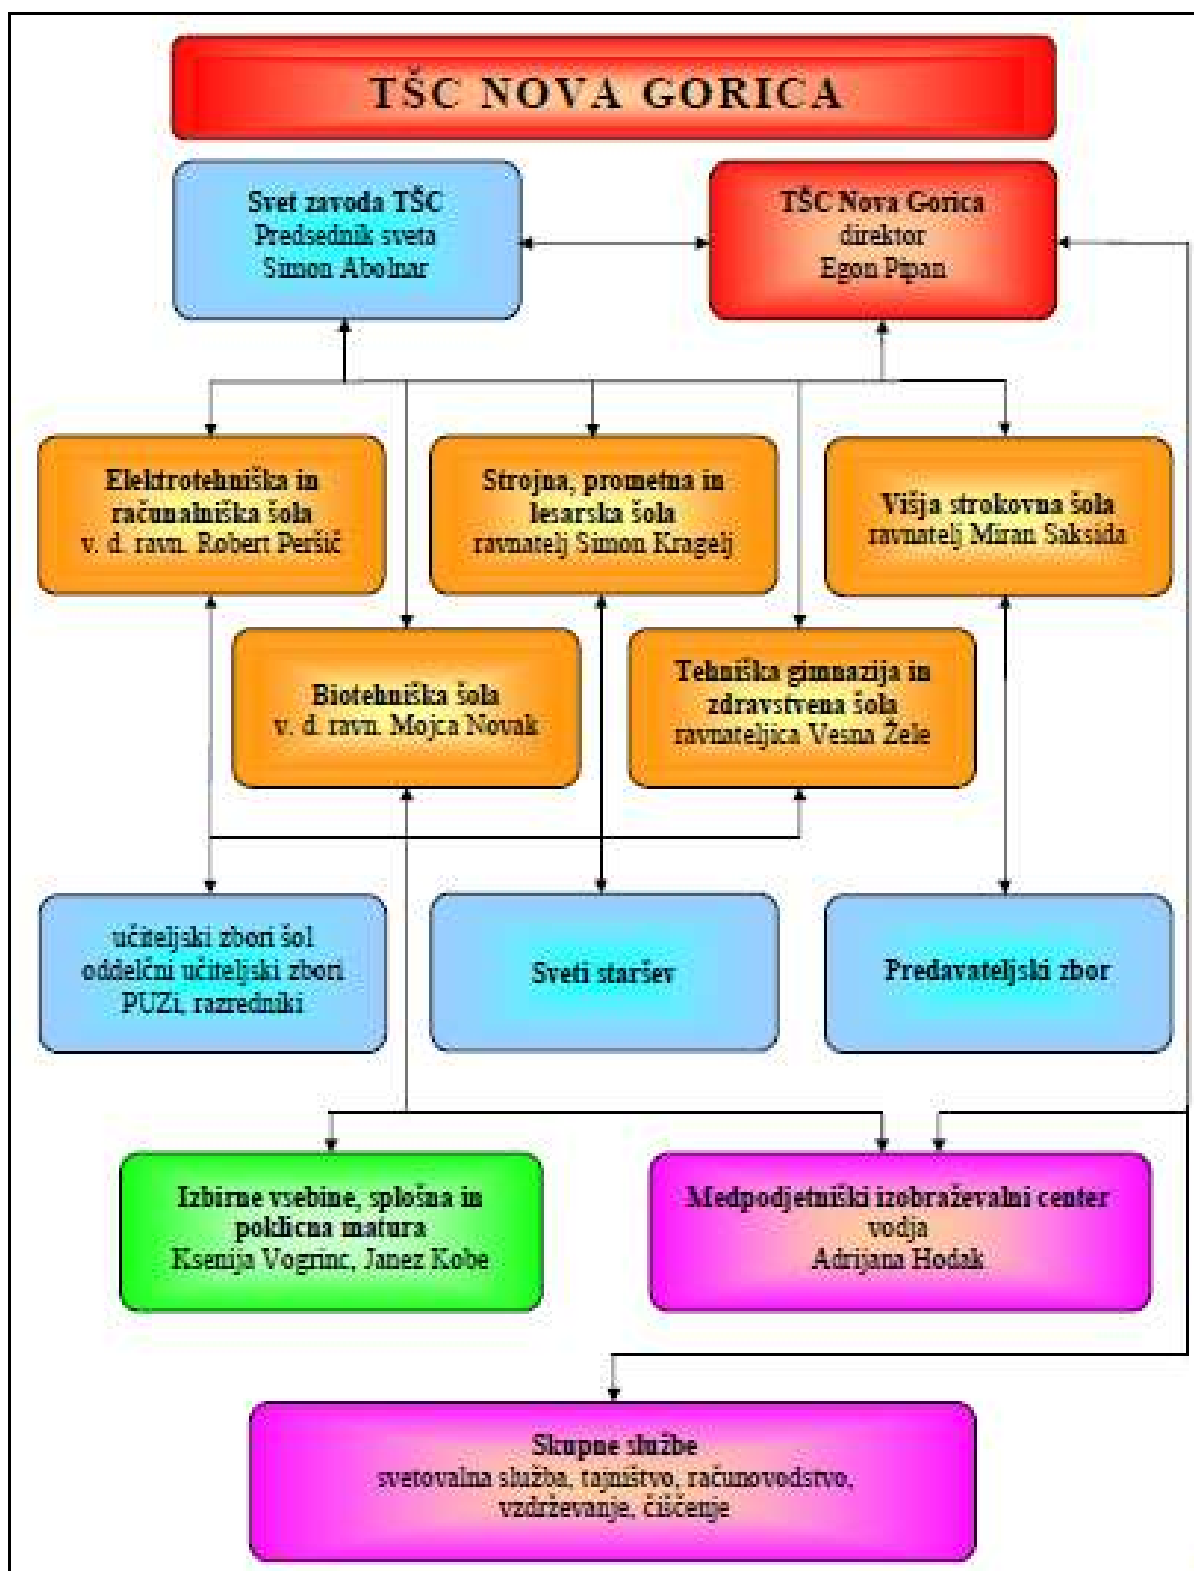 TŠC NOVA GORICA
Svet zavoda TŠC
Predsednik sveta
Simon Abolnar
TŠC Nova Gorica
direktor
Egon Pipan
Elektrotehniška in
računalniška šola
v. d. ravn. Robert Peršič
Strojna, prometna in
lesarska šola
ravnatelj Simon Kragelj
Višja strokovna šola
ravnatelj Miran Saksida
Biotehniška šola
v. d. ravn. Mojca Novak
Tehniška gimnazija in
zdravstvena šola
ravnateljica Vesna Žele
učiteljski zbori šol
oddelčni učiteljski zbori
PUZi, razredniki
Sveti staršev
Predavateljski zbor
Izbirne vsebine, splošna in
poklicna matura
Ksenija Vogrinc, Janez Kobe
Medpodjetniški izobraževalni center
vodja
Adrijana Hodak
Skupne službe
svetovalna služba, tajništvo, računovodstvo,
vzdrževanje, čiščenje